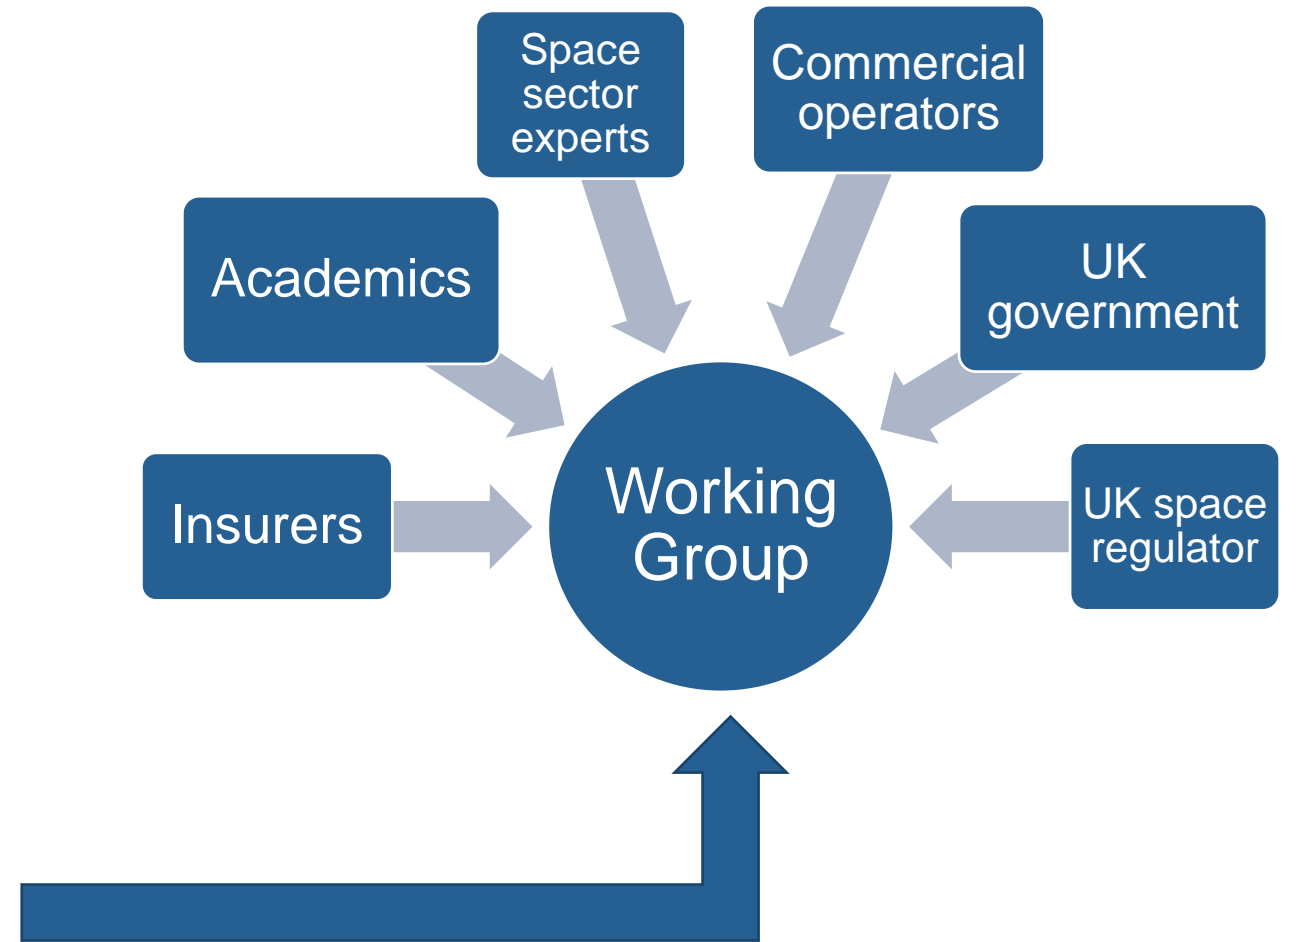 Space
sector
experts
Commercial
operators
Academics
UK
government
Insurers
Working
Group
UK space
regulator